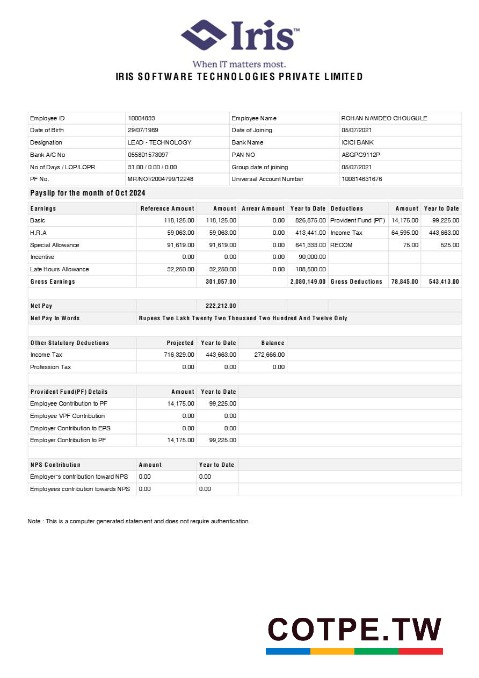 Iris™
When IT matters most.
IRIS SOFTWARE TECHNOLOGIES PRIVATE LIMITED
Employee ID 10004833 Employee Name ROHAN NAMDEO CHOUGULE
Date of Birth 29/07/1989 Date of Joining 05/07/2021
Designation LEAD - TECHNOLOGY Bank Name ICICI BANK
Bank A/C No 055601573097 PAN NO ASGPC9112P
No of Days / LOP/LOPR 31.00 / 0.00 / 0.00 Group date of joining 05/07/2021
PF No. MR/NOI/2004799/12248 Universal Account Number 100814631676
Payslip for the month of Oct 2024
Earnings Reference Amount Amount Arrear Amount Year to Date Deductions Amount Year to Date
Basic 118,125.00 118,125.00 0.00 826,875.00 Provident Fund (PF) 14,175.00 99,225.00
H.R.A 59,063.00 59,063.00 0.00 413,441.00 Income Tax 64,595.00 443,663.00
Special Allowance 91,619.00 91,619.00 0.00 641,333.00 RECOM 75.00 525.00
Incentive 0.00 0.00 0.00 90,000.00
Late Hours Allowance 32,250.00 32,250.00 0.00 108,500.00
Gross Earnings 301,057.00 2,080,149.00 Gross Deductions 78,845.00 543,413.00
Net Pay 222,212.00
Net Pay In Words Rupees Two Lakh Twenty Two Thousand Two Hundred And Twelve Only
Other Statutory Deductions Projected Year to Date Balance
Income Tax 716,329.00 443,663.00 272,666.00
Profession Tax 0.00 0.00 0.00
Provident Fund(PF) Details Amount Year to Date
Employee Contribution to PF 14,175.00 99,225.00
Employee VPF Contribution 0.00 0.00
Employer Contribution to EPS 0.00 0.00
Employer Contribution to PF 14,175.00 99,225.00
NPS Contribution Amount Year to Date
Employer's contribution toward NPS 0.00 0.00
Employees contribution towards NPS 0.00 0.00
Note : This is a computer generated statement and does not require authentication.
COTPE.TW